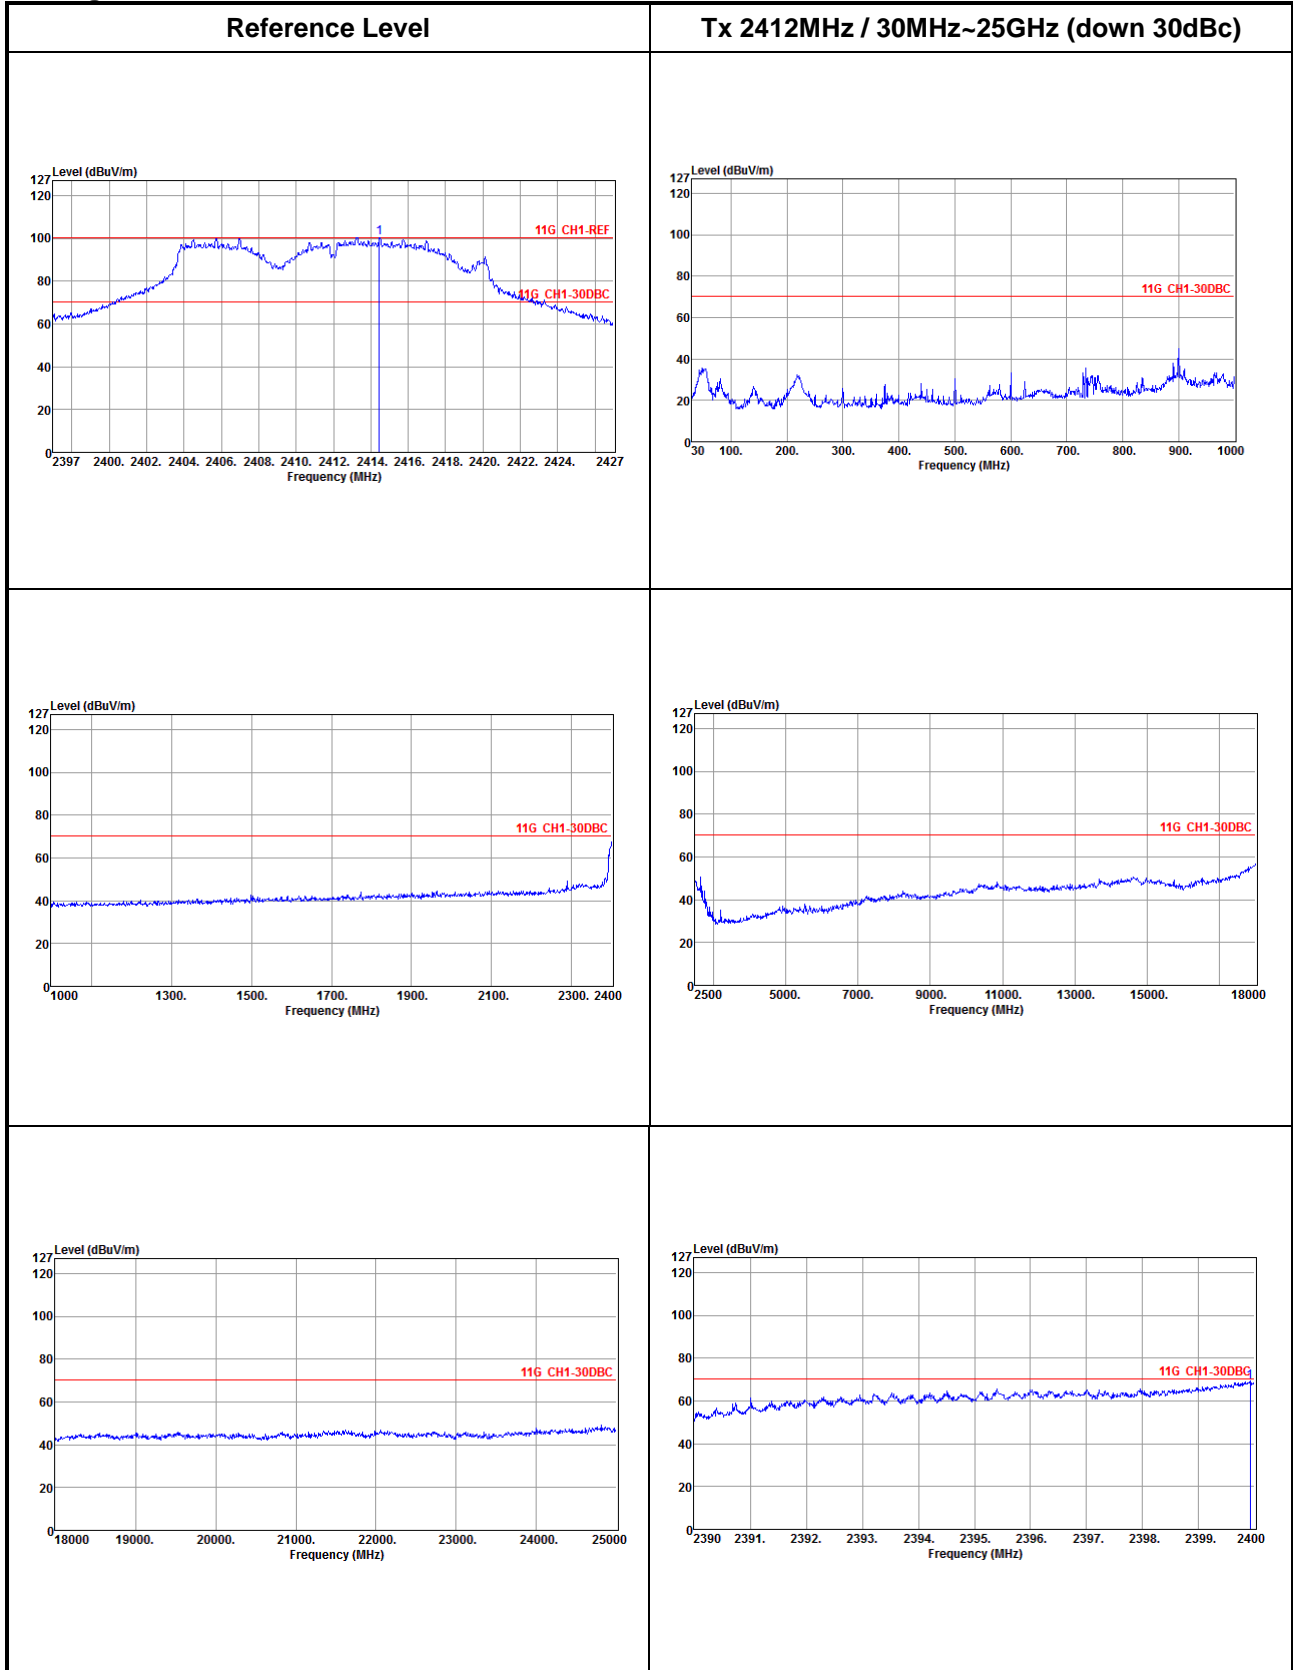 Reference Level
Tx 2412MHz / 30MHz~25GHz (down 30dBc)
Level (dBuV/m)
127
120
100
80
60
40
20
0
11G CH1-REF
11G CH1-30DBC
1
2397 2400. 2402. 2404. 2406. 2408. 2410. 2412. 2414. 2416. 2418. 2420. 2422. 2424. 2427
Frequency (MHz)
Level (dBuV/m)
127
120
100
80
60
40
20
0
11G CH1-30DBC
30 100. 200. 300. 400. 500. 600. 700. 800. 900. 1000
Frequency (MHz)
Level (dBuV/m)
127
120
100
80
60
40
20
0
11G CH1-30DBC
1000 1300. 1500. 1700. 1900. 2100. 2300. 2400
Frequency (MHz)
Level (dBuV/m)
127
120
100
80
60
40
20
0
11G CH1-30DBC
2500 5000. 7000. 9000. 11000. 13000. 15000. 18000
Frequency (MHz)
Level (dBuV/m)
127
120
100
80
60
40
20
0
11G CH1-30DBC
18000 19000. 20000. 21000. 22000. 23000. 24000. 25000
Frequency (MHz)
Level (dBuV/m)
127
120
100
80
60
40
20
0
11G CH1-30DBC
2390 2391. 2392. 2393. 2394. 2395. 2396. 2397. 2398. 2399. 2400
Frequency (MHz)